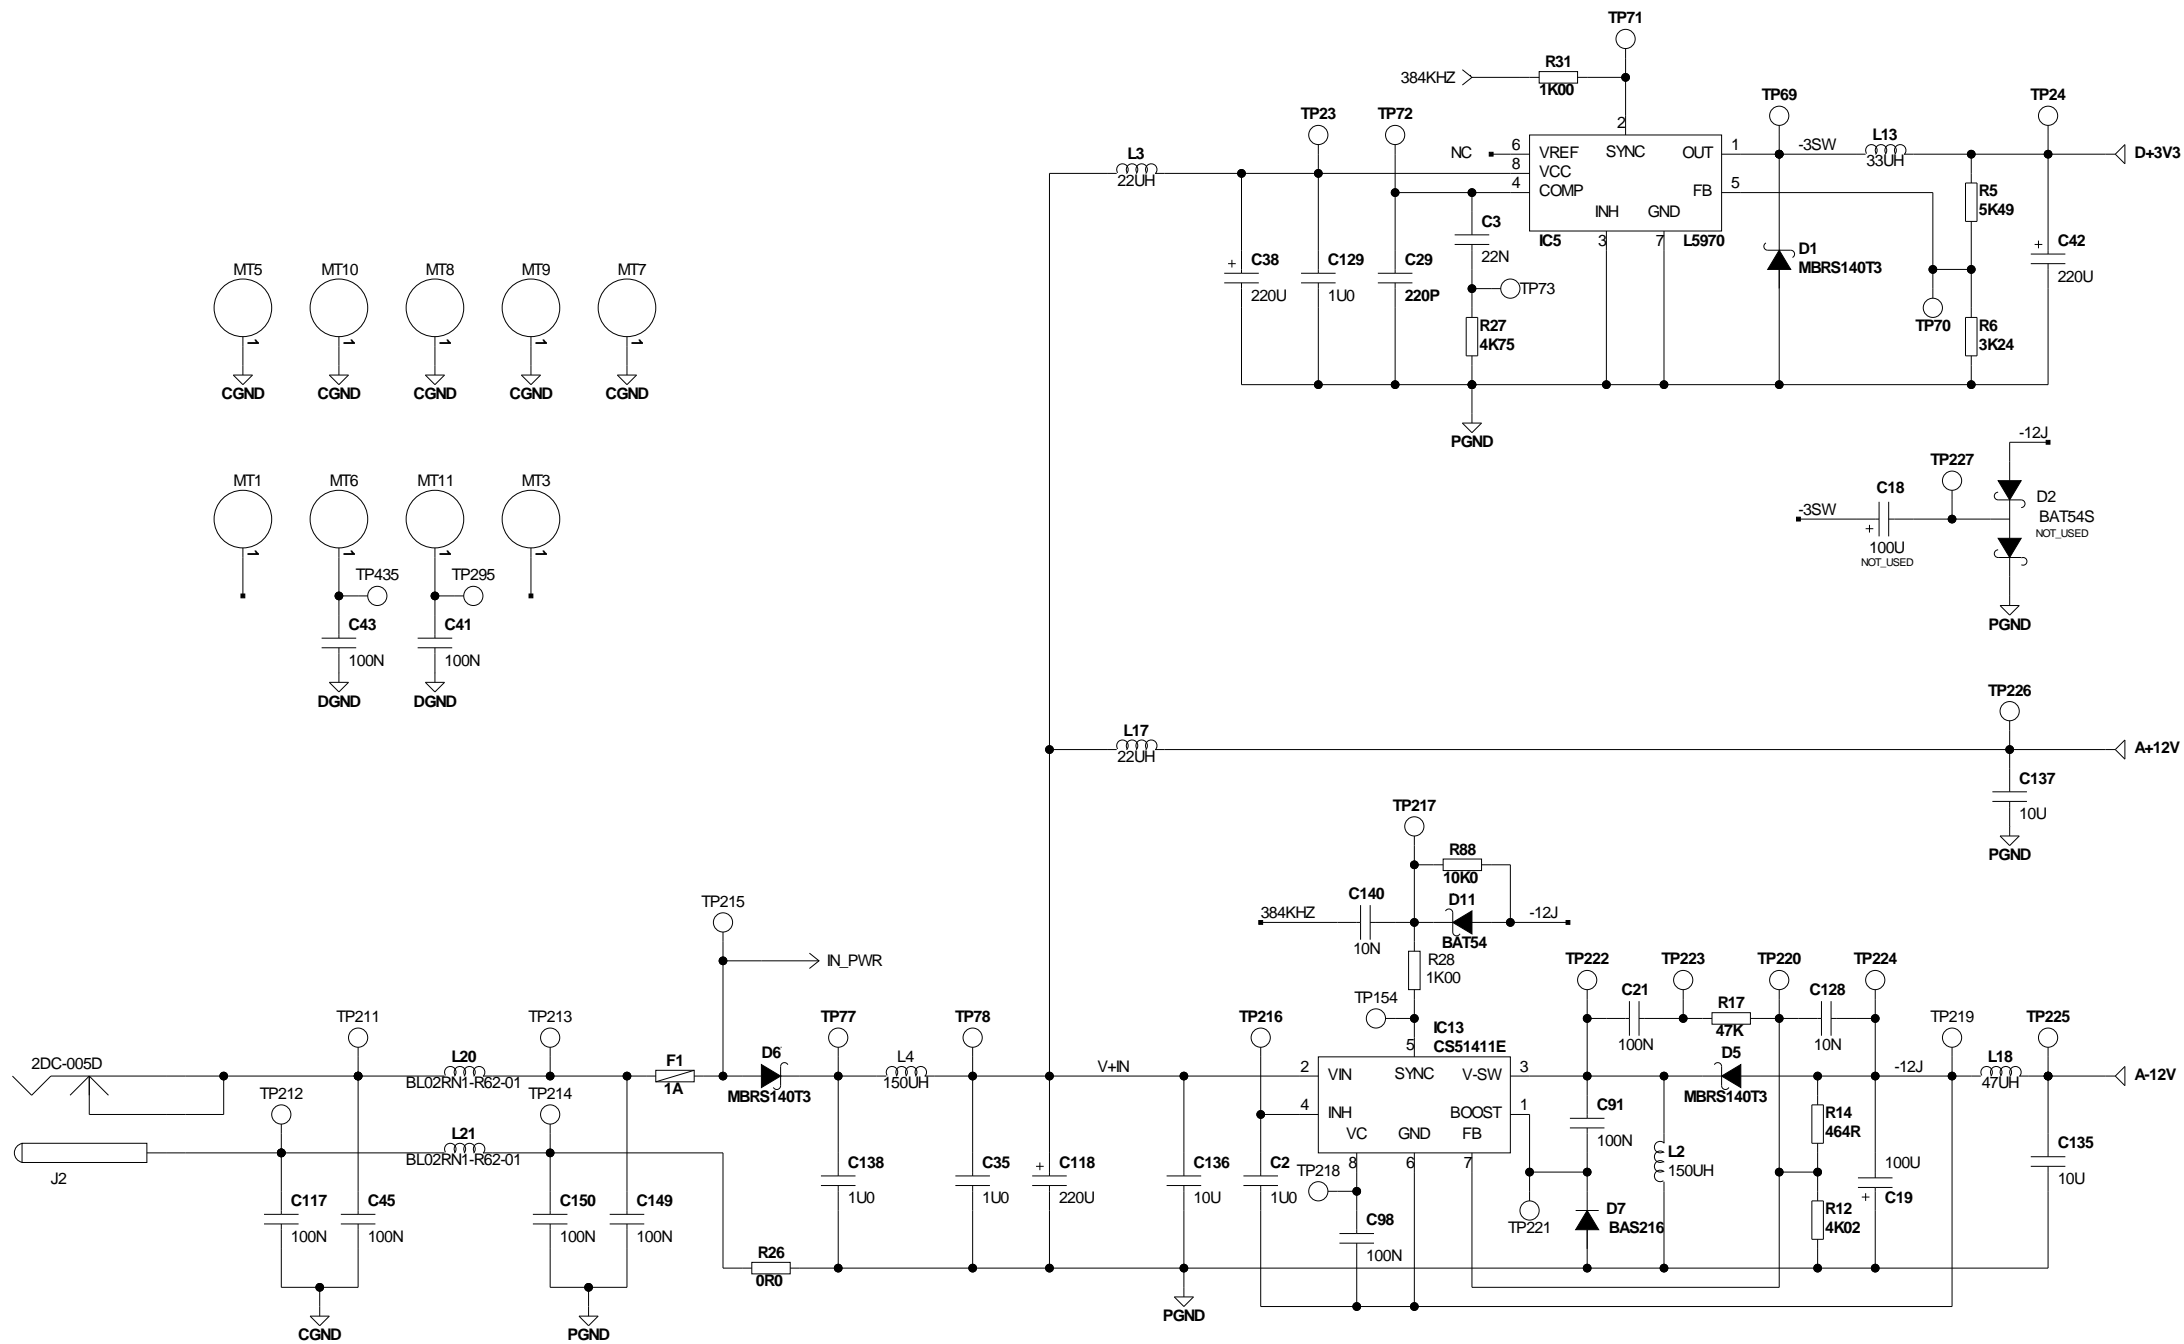 TP71
R31
384KHZ
1K00
TP69
TP24
TP23
TP72
2
L3
22UH
NC
6
VREF
SYNC
OUT
1
-3SW
L13
33UH
D+3V3
8
VCC
4
COMP
FB
5
R5
5K49
INH
GND
C3
22N
IC5
3
7
L5970
D1
MBRS140T3
C42
220U
+
MT5
MT10
MT8
MT9
MT7
+
C38
220U
C129
1U0
C29
220P
TP73
R27
4K75
TP70
R6
3K24
1
1
1
1
1
CGND
CGND
CGND
CGND
CGND
PGND
-12J
TP227
MT1
MT6
MT11
MT3
C18
-3SW
+
100U
NOT_USED
D2
BAT54S
NOT_USED
1
1
1
1
TP435
TP295
C43
100N
C41
100N
PGND
DGND
DGND
TP226
L17
22UH
A+12V
C137
10U
PGND
TP217
R88
10K0
C140
D11
384KHZ
-12J
10N
BAT54
TP215
IN_PWR
R28
1K00
TP222
TP223
TP220
TP224
C21
R17
C128
TP154
100N
47K
10N
TP211
TP213
TP77
TP78
TP216
IC13
CS51411E
TP219
TP225
2DC-005D
L20
BL02RN1-R62-01
F1
1A
D6
MBRS140T3
L4
150UH
V+IN
5
2
VIN
SYNC
V-SW
3
D5
MBRS140T3
-12J
L18
47UH
A-12V
TP212
TP214
4
INH
BOOST
1
VC
GND
FB
C91
100N
R14
464R
L21
BL02RN1-R62-01
J2
8
6
7
L2
150UH
C138
1U0
C35
1U0
+
C118
220U
C136
10U
C2
1U0
TP218
100U
+
C19
C135
10U
C117
100N
C45
100N
C150
100N
C149
100N
C98
100N
TP221
D7
BAS216
R12
4K02
R26
0R0
CGND
PGND
PGND